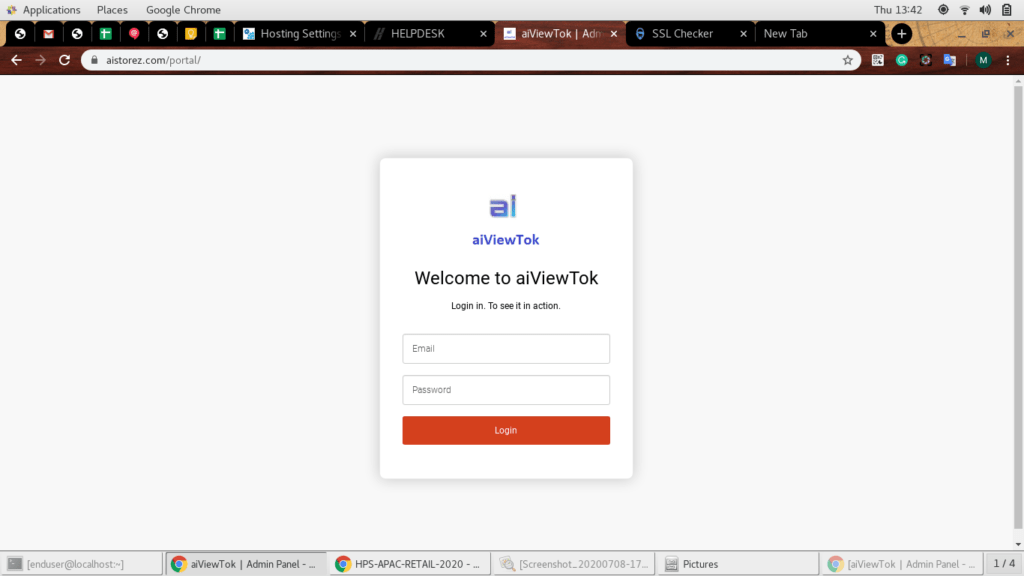 Applications Places Google Chrome Thu 13:42
Hosting Settings HELPDESK aiViewTok | Adm SSL Checker New Tab
aistorez.com/portal/ M
ai
aiViewTok
Welcome to aiViewTok
Login in. To see it in action.
Email
Password
Login
[enduser@localhost:~] aiViewTok | Admin Panel - ... HPS-APAC-RETAIL-2020 - ... [Screenshot_20200708-17... Pictures [aiViewTok | Admin Panel - ... 1 / 4